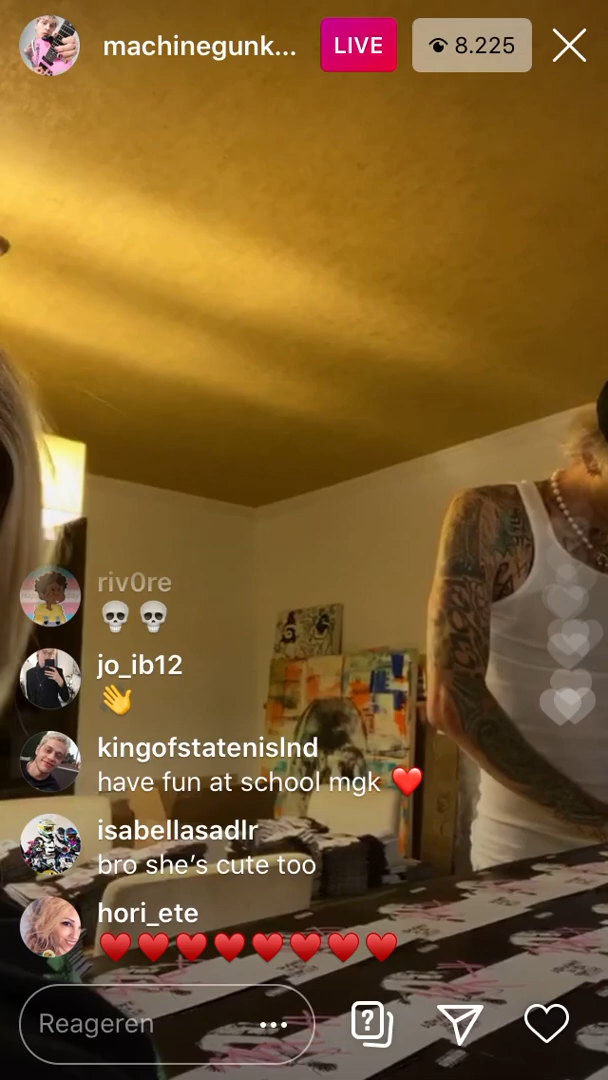 machinegunk...
LIVE
8.225
riv0re
💀💀
jo_ib12
👋
kingofstatenislnd
have fun at school mgk ❤️
isabellasadlr
bro she's cute too
hori_ete
❤️❤️❤️❤️❤️❤️❤️❤️
Reageren